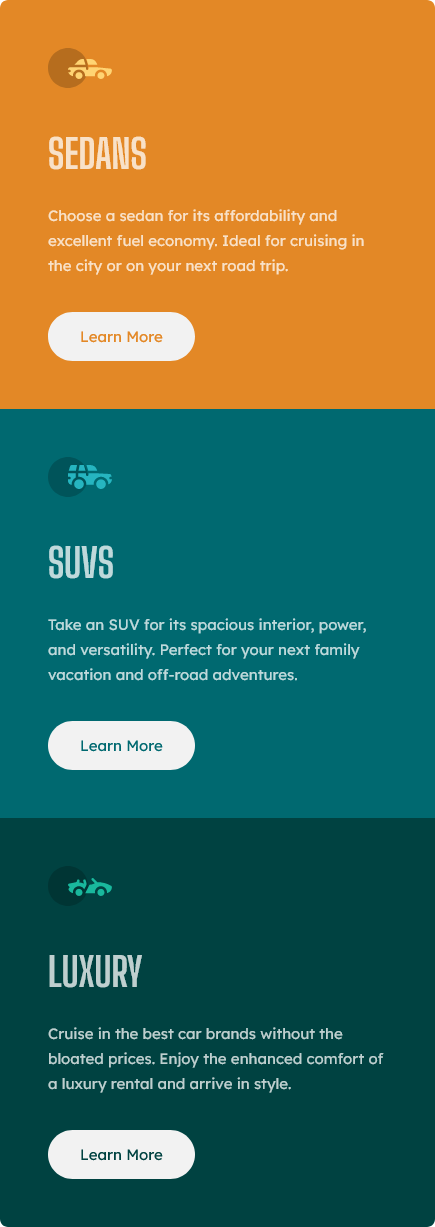 SEDANS
Choose a sedan for its affordability and
excellent fuel economy. Ideal for cruising in
the city or on your next road trip.
Learn More
SUVS
Take an SUV for its spacious interior, power,
and versatility. Perfect for your next family
vacation and off-road adventures.
Learn More
LUXURY
Cruise in the best car brands without the
bloated prices. Enjoy the enhanced comfort of
a luxury rental and arrive in style.
Learn More